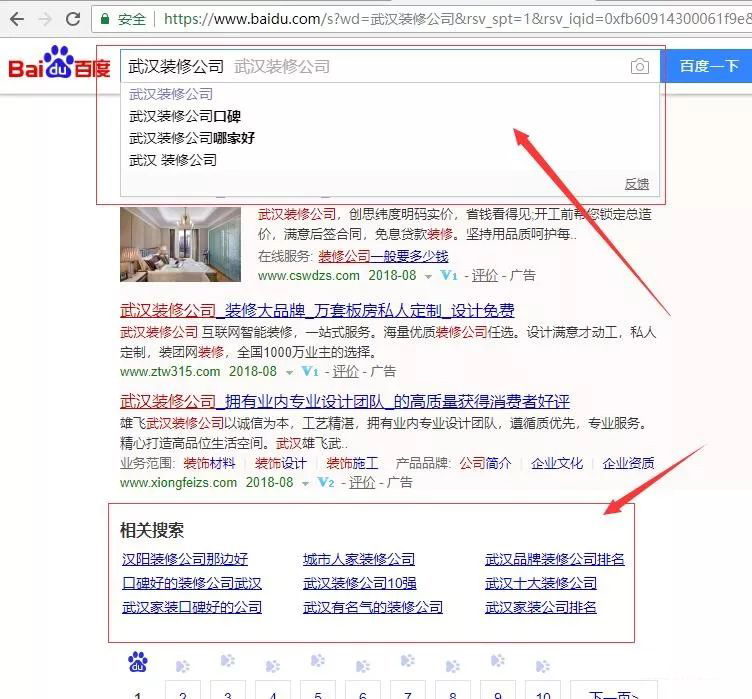 安全 https://www.baidu.com/s?wd=武汉装修公司&rsv_spt=1&rsv_iqid=0xfb60914300061f9e&
Bai du 百度 武汉装修公司 武汉装修公司 百度一下
武汉装修公司
武汉装修公司口碑
武汉装修公司哪家好
武汉 装修公司
反馈
武汉装修公司，创思纬度明码实价，省钱看得见;开工前帮您锁定总造
价，满意后签合同，免息贷款装修。坚持用品质呵护每..
在线服务: 装修公司一般要多少钱
www.cswdzs.com 2018-08 V1 - 评价 - 广告
武汉装修公司_装修大品牌_万套板房私人定制_设计免费
武汉装修公司 互联网智能装修，一站式服务。海量优质装修公司任选。设计满意才动工，私人
定制，装团网装修，全国1000万业主的选择。
www.ztw315.com 2018-08 V1 - 评价 - 广告
武汉装修公司_拥有业内专业设计团队_的高质量获得消费者好评
雄飞武汉装修公司以诚信为本，工艺精湛，拥有业内专业设计团队，遵循质优先，专业服务。
精心打造高品位生活空间。武汉雄飞武..
业务范围: 装饰材料 | 装饰设计 | 装饰施工 产品品牌: 公司简介 | 企业文化 | 企业资质
www.xiongfeizs.com 2018-08 V2 - 评价 - 广告
相关搜索
汉阳装修公司那边好 城市人家装修公司 武汉品牌装修公司排名
口碑好的装修公司武汉 武汉装修公司10强 武汉十大装修公司
武汉家装口碑好的公司 武汉有名气的装修公司 武汉家装公司排名
du
1 2 3 4 5 6 7 8 9 10 下一页>